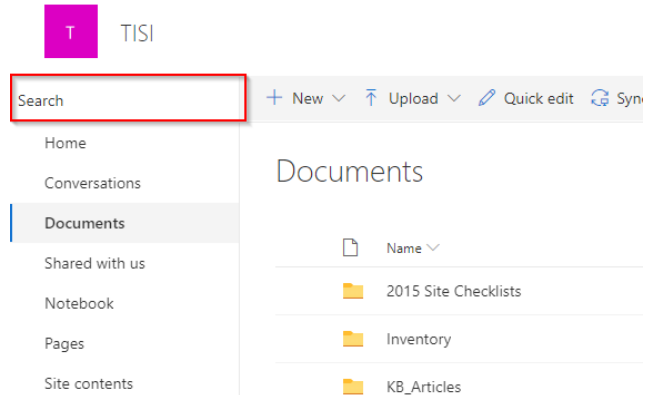 T TISI
Search
+ New Upload Quick edit
Home
Conversations
Documents
Shared with us
Notebook
Pages
Site contents
Documents
Name
2015 Site Checklists
Inventory
KB_Articles